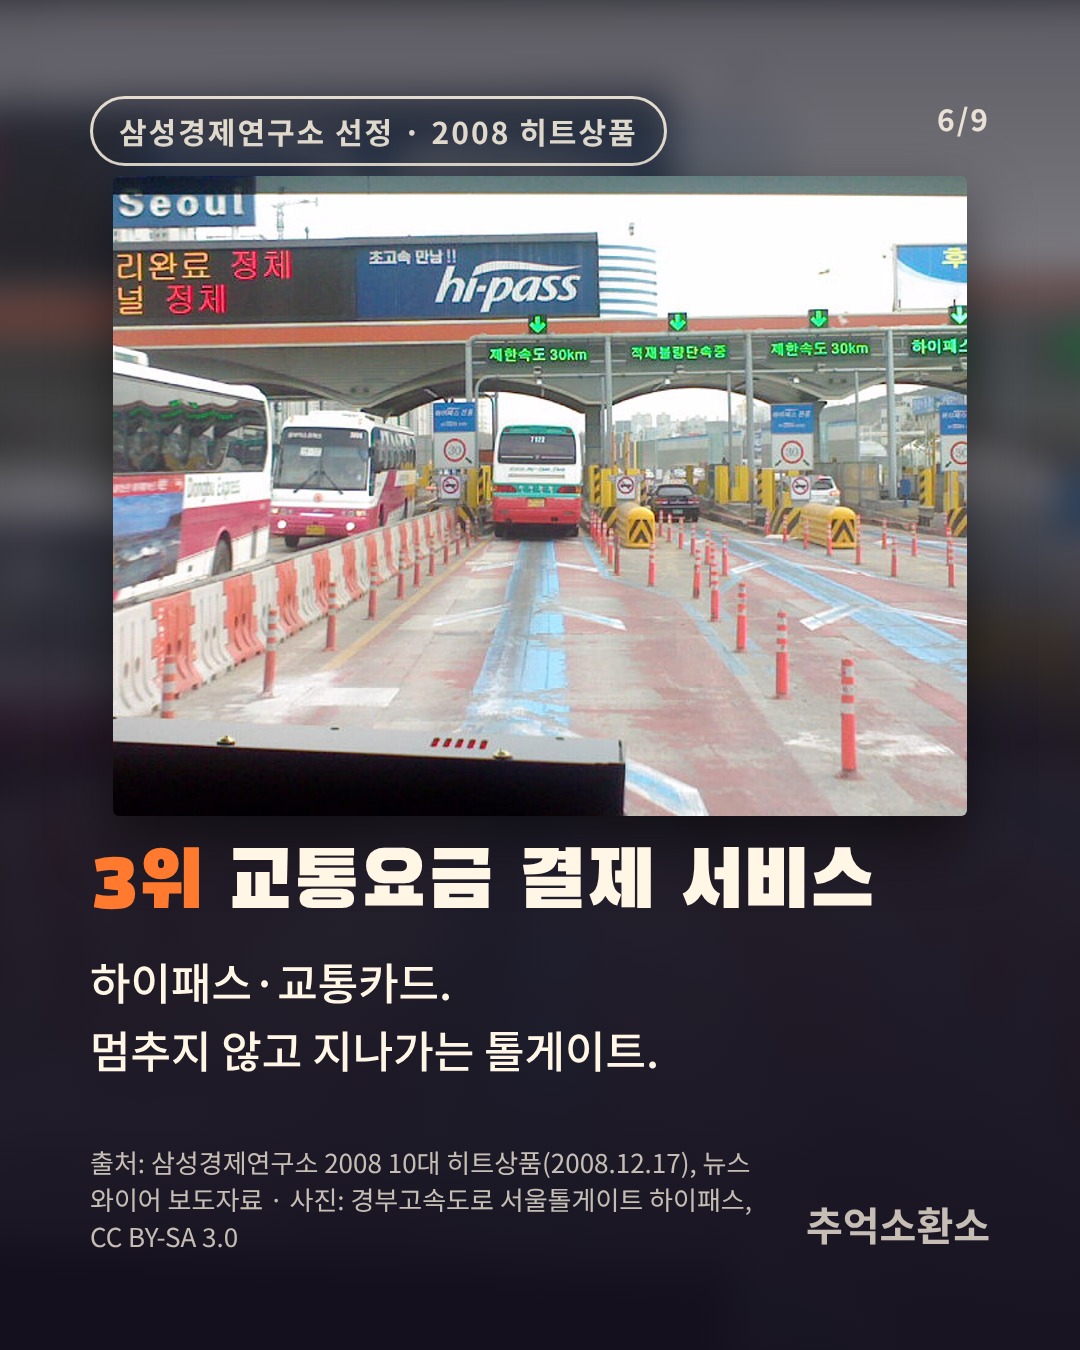 삼성경제연구소 선정 · 2008 히트상품
6/9
Seoul
리완료 정체
널 정체
초고속 만남!!
hi-pass
후
제한속도 30km
적재불량단속중
제한속도 30km
하이패스
Dongbu Express
30
30
30
3위 교통요금 결제 서비스
하이패스·교통카드.
멈추지 않고 지나가는 톨게이트.
출처: 삼성경제연구소 2008 10대 히트상품(2008.12.17), 뉴스
와이어 보도자료 · 사진: 경부고속도로 서울톨게이트 하이패스,
CC BY-SA 3.0
추억소환소